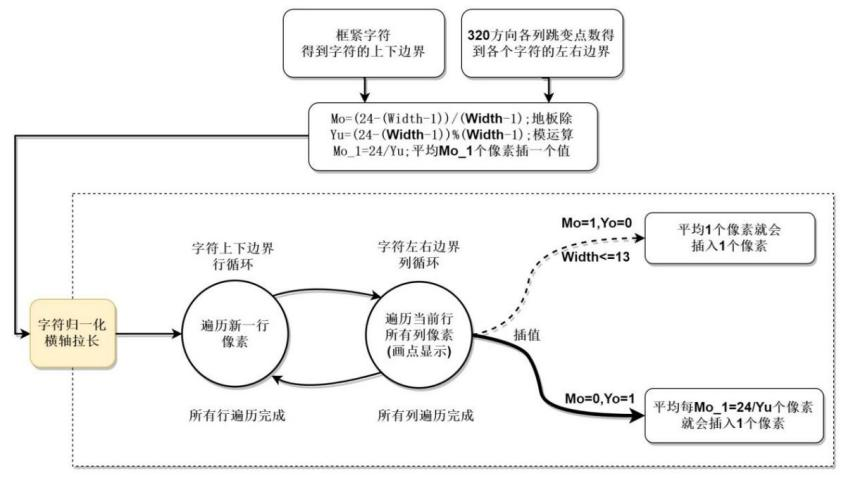 框紧字符
得到字符的上下边界
320方向各列跳变点数得
到各个字符的左右边界
Mo=(24-(Width-1))/(Width-1);地板除
Yu=(24-(Width-1))%(Width-1);模运算
Mo_1=24/Yu;平均Mo_1个像素插一个值
字符归一化
横轴拉长
字符上下边界
行循环
遍历新一行
像素
所有行遍历完成
字符左右边界
列循环
遍历当前行
所有列像素
(画点显示)
所有列遍历完成
插值
Mo=1,Yo=0
Width<=13
平均1个像素就会
插入1个像素
Mo=0,Yo=1
平均每Mo_1=24/Yu个像素
就会插入1个像素